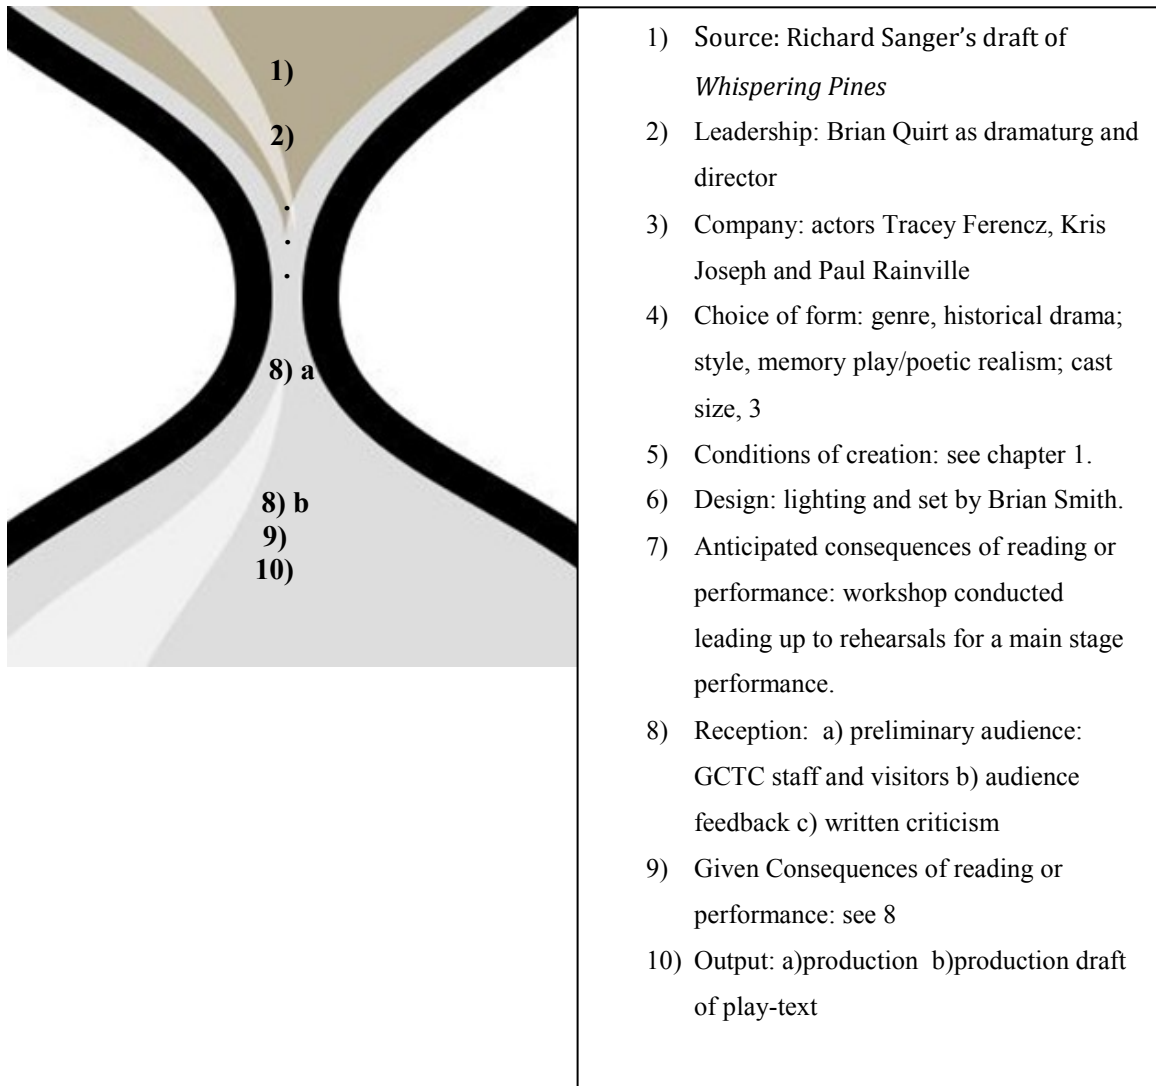 1)
2)
.
.
.
8) a
8) b
9)
10)
1) Source: Richard Sanger’s draft of
Whispering Pines
2) Leadership: Brian Quirt as dramaturg and
director
3) Company: actors Tracey Ferencz, Kris
Joseph and Paul Rainville
4) Choice of form: genre, historical drama;
style, memory play/poetic realism; cast
size, 3
5) Conditions of creation: see chapter 1.
6) Design: lighting and set by Brian Smith.
7) Anticipated consequences of reading or
performance: workshop conducted
leading up to rehearsals for a main stage
performance.
8) Reception: a) preliminary audience:
GCTC staff and visitors b) audience
feedback c) written criticism
9) Given Consequences of reading or
performance: see 8
10) Output: a)production b)production draft
of play-text